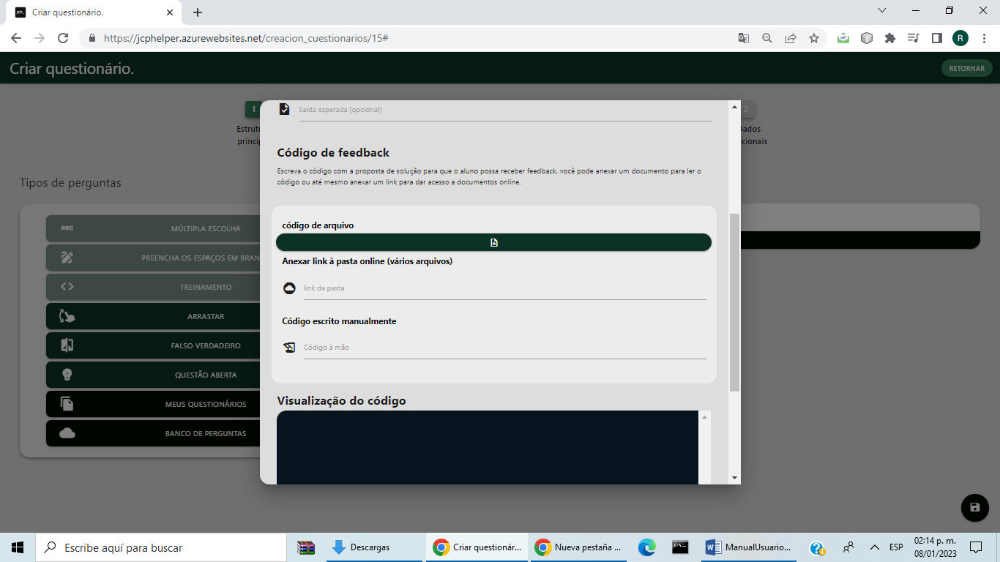 Criar questionário.
https://jcphelper.azurewebsites.net/creacion_cuestionarios/15#
R
Criar questionário.
RETORNAR
1
2
Estrut
princip
Dados
cionais
Saída esperada (opcional)
Código de feedback
Escreva o código com a proposta de solução para que o aluno possa receber feedback, você pode anexar um documento para ler o
código ou até mesmo anexar um link para dar acesso a documentos online.
Tipos de perguntas
ABC MÚLTIPLA ESCOLHA
PREENCHA OS ESPAÇOS EM BRAN
TREINAMENTO
ARRASTAR
FALSO VERDADEIRO
QUESTÃO ABERTA
MEUS QUESTIONÁRIOS
BANCO DE PERGUNTAS
código de arquivo
Anexar link à pasta online (vários arquivos)
link da pasta
Código escrito manualmente
Código à mão
Visualização do código
Escribe aquí para buscar
Descargas
Criar questionár...
Nueva pestaña ...
ManualUsuario...
ESP
02:14 p. m.
08/01/2023